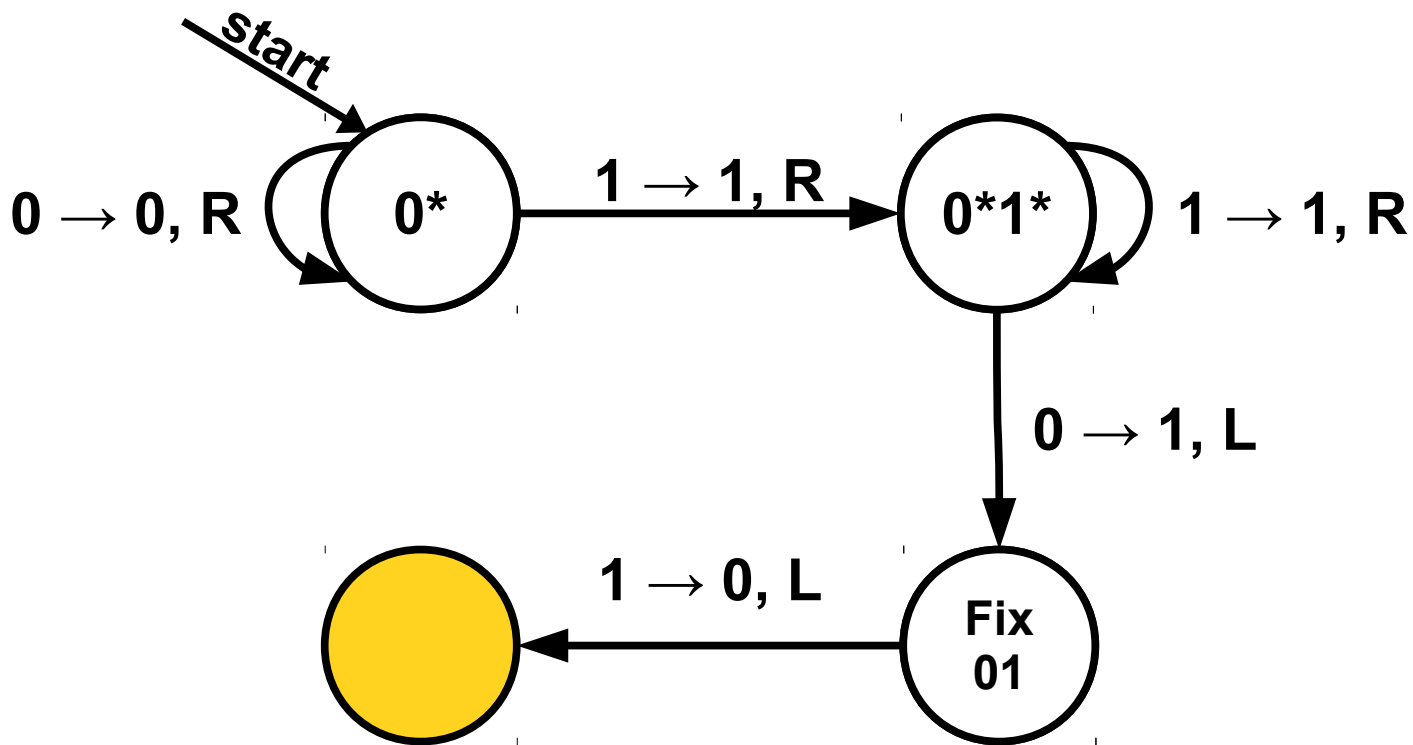 start
0 → 0, R
0*
1 → 1, R
0*1*
1 → 1, R
0 → 1, L
1 → 0, L
Fix
01